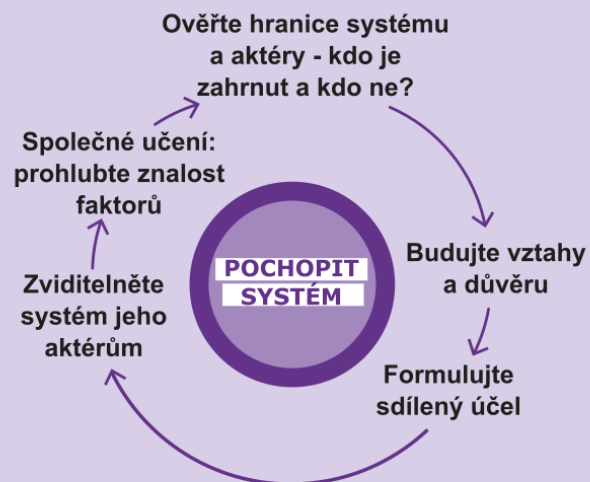 Ověřte hranice systému
a aktéry - kdo je
zahrnut a kdo ne?
Budujte vztahy
a důvěru
Formulujte
sdílený účel
Zviditelněte
systém jeho
aktérům
Společné učení:
prohlubte znalost
faktorů
POCHOPIT
SYSTÉM